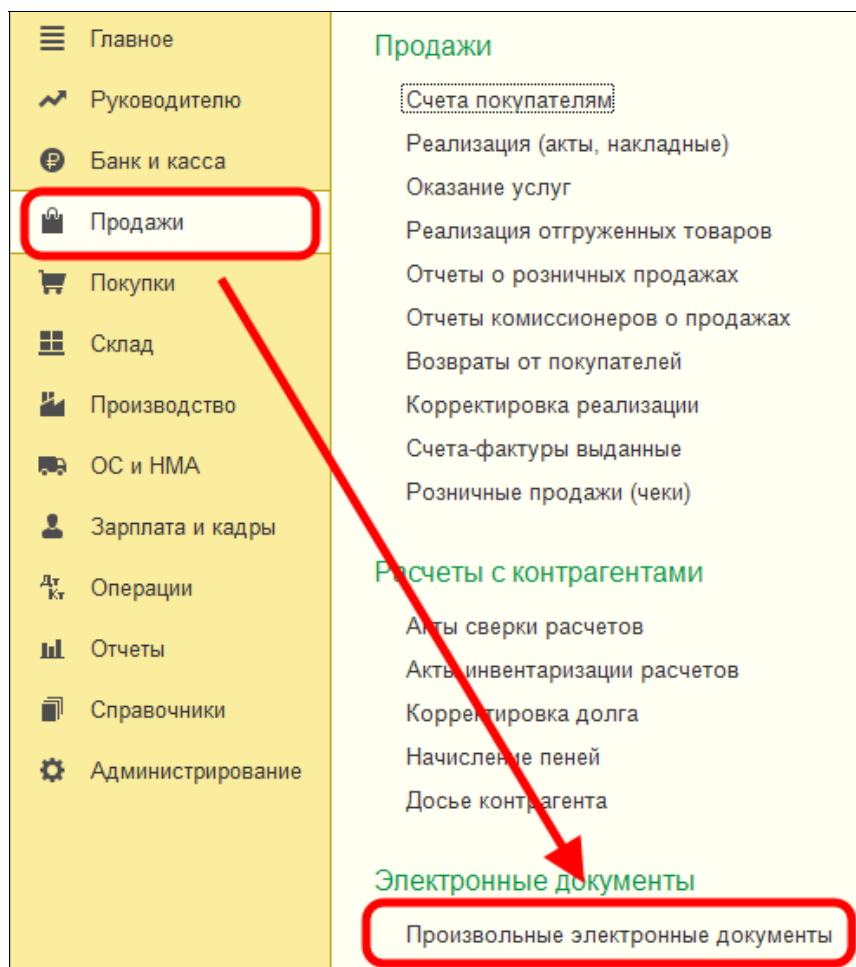 Главное
Руководителю
Банк и касса
Продажи
Покупки
Склад
Производство
ОС и НМА
Зарплата и кадры
Дт
Кт
Операции
Отчеты
Справочники
Администрирование
Продажи
Счета покупателям
Реализация (акты, накладные)
Оказание услуг
Реализация отгруженных товаров
Отчеты о розничных продажах
Отчеты комиссионеров о продажах
Возвраты от покупателей
Корректировка реализации
Счета-фактуры выданные
Розничные продажи (чеки)
Расчеты с контрагентами
Акты сверки расчетов
Акты инвентаризации расчетов
Корректировка долга
Начисление пеней
Досье контрагента
Электронные документы
Произвольные электронные документы